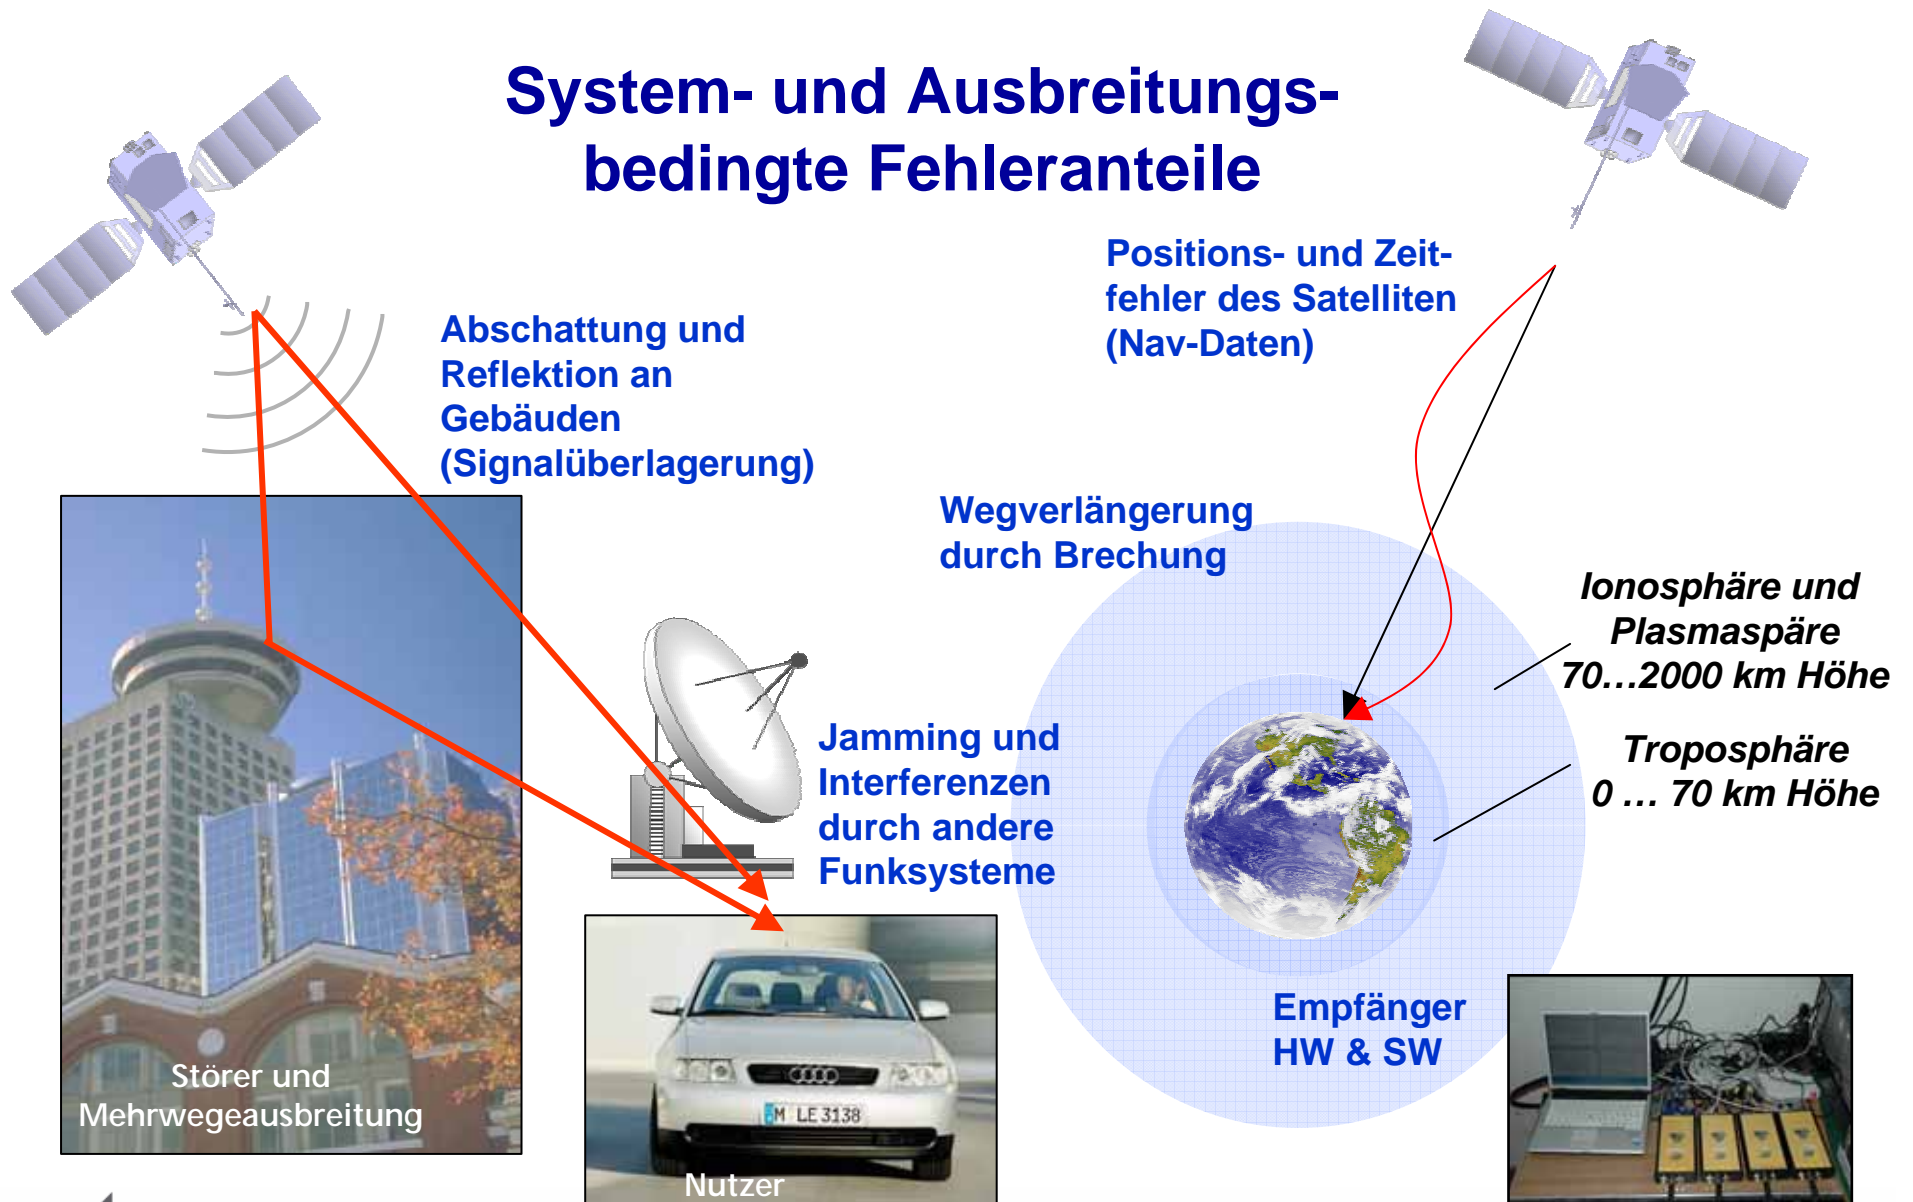 System- und Ausbreitungs-
bedingte Fehleranteile
Positions- und Zeit-
fehler des Satelliten
(Nav-Daten)
Abschattung und
Reflektion an
Gebäuden
(Signalüberlagerung)
Wegverlängerung
durch Brechung
Ionosphäre und
Plasmaspäre
70…2000 km Höhe
Troposphäre
0 … 70 km Höhe
Jamming und
Interferenzen
durch andere
Funksysteme
Empfänger
HW & SW
Störer und
Mehrwegeausbreitung
M LE 3138
Nutzer